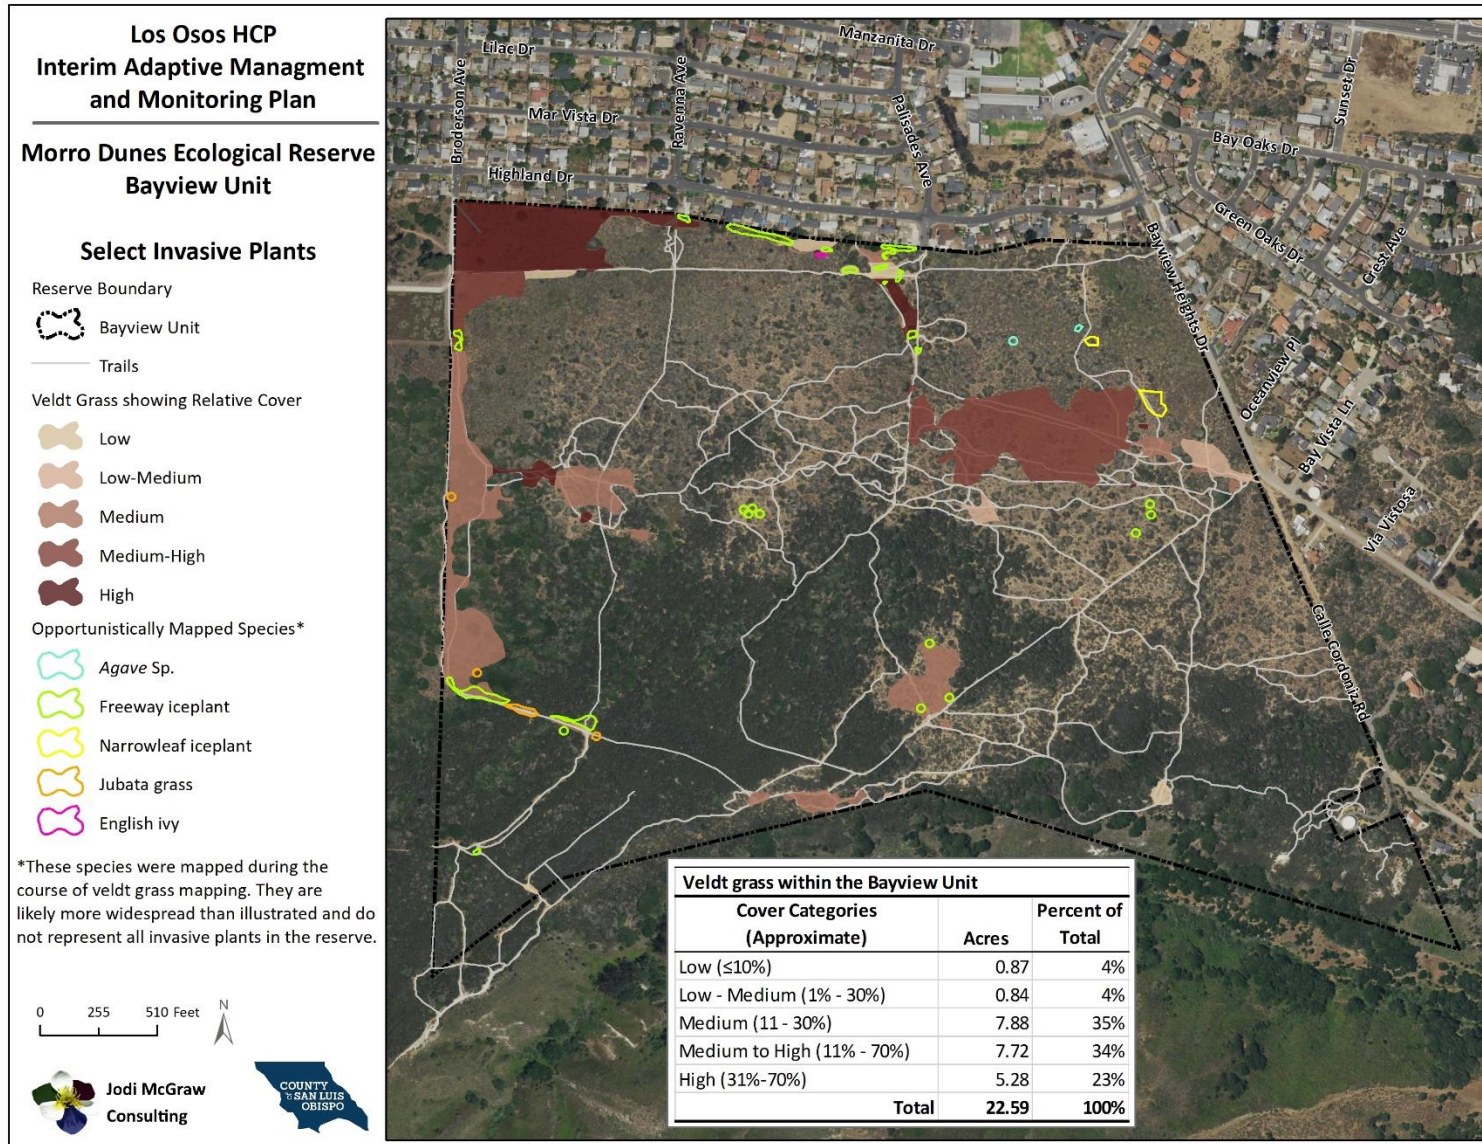 Los Osos HCP
Interim Adaptive Managment
and Monitoring Plan
Morro Dunes Ecological Reserve
Bayview Unit
Select Invasive Plants
Reserve Boundary
Bayview Unit
Trails
Veldt Grass showing Relative Cover
Low
Low-Medium
Medium
Medium-High
High
Opportunistically Mapped Species*
Agave Sp.
Freeway iceplant
Narrowleaf iceplant
Jubata grass
English ivy
*These species were mapped during the
course of veldt grass mapping. They are
likely more widespread than illustrated and do
not represent all invasive plants in the reserve.
0 255 510 Feet
N
Jodi McGraw
Consulting
COUNTY
OF SAN LUIS
OBISPO
Lilac Dr
Manzanita Dr
Broderson Ave
Ravenna Ave
Mar Vista Dr
Palisades Ave
Highland Dr
Sunset Dr
Bay Oaks Dr
Green Oaks Dr
Crest Ave
Bayview Heights Dr
Oceanview Pl
Bay Vista Ln
Via Vistosa
Calle Cordoniz Rd
Veldt grass within the Bayview Unit
Cover Categories (Approximate) Acres Percent of Total
Low (≤10%) 0.87 4%
Low - Medium (1% - 30%) 0.84 4%
Medium (11 - 30%) 7.88 35%
Medium to High (11% - 70%) 7.72 34%
High (31%-70%) 5.28 23%
Total 22.59 100%